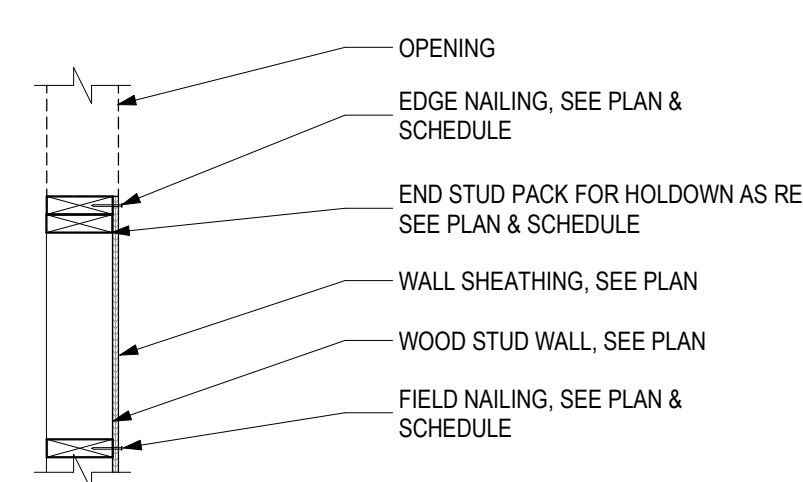 OPENING
EDGE NAILING, SEE PLAN &
SCHEDULE
END STUD PACK FOR HOLDOWN AS RE
SEE PLAN & SCHEDULE
WALL SHEATHING, SEE PLAN
WOOD STUD WALL, SEE PLAN
FIELD NAILING, SEE PLAN &
SCHEDULE